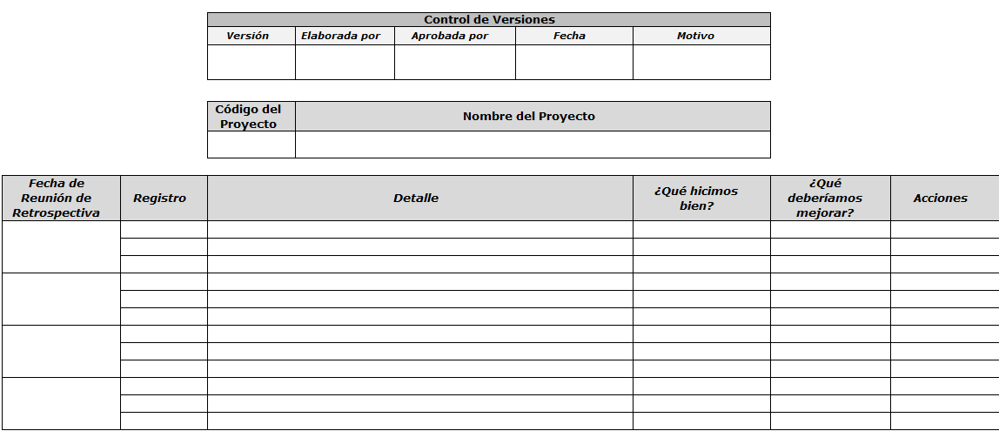 Control de Versiones
Versión Elaborada por Aprobada por Fecha Motivo
Código del
Proyecto
Nombre del Proyecto
Fecha de
Reunión de
Retrospectiva
Registro
Detalle
¿Qué hicimos
bien?
¿Qué
deberíamos
mejorar?
Acciones